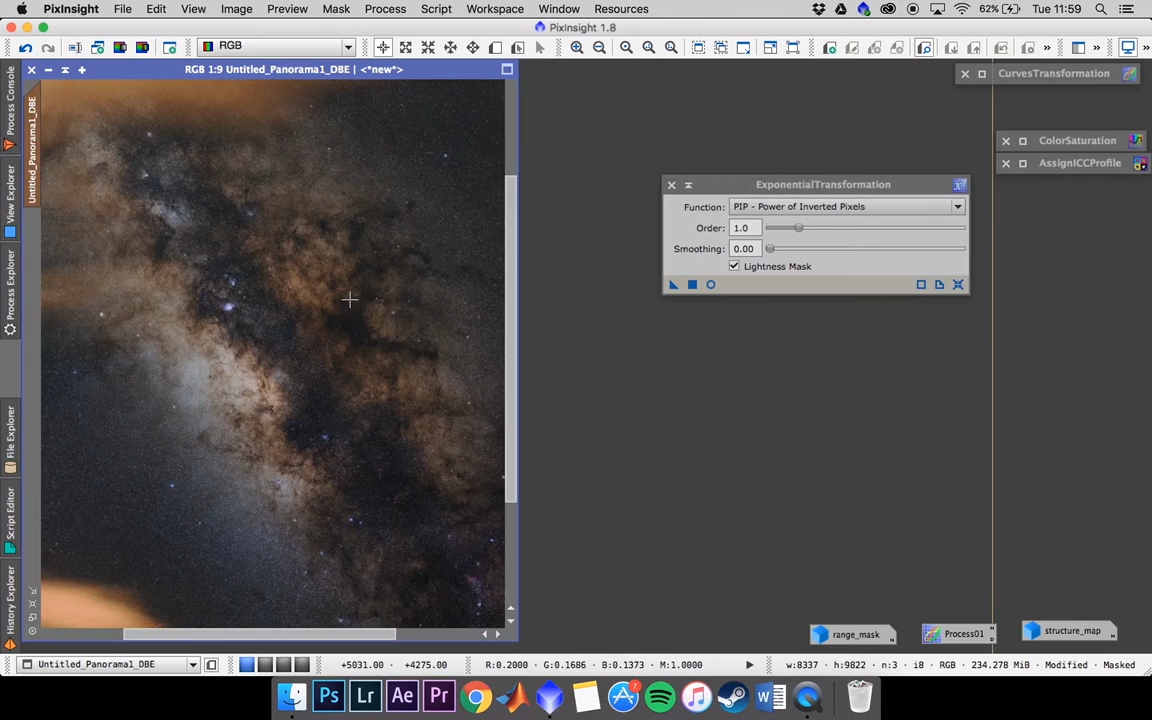 PixInsight File Edit View Image Preview Mask Process Script Workspace Window Resources 7 62% Tue 11:59
PixInsight 1.8
RGB
RGB 1:9 Untitled_Panorama1_DBE | <*new*>
CurvesTransformation
ColorSaturation
AssignICCProfile
Process Console
View Explorer
Process Explorer
File Explorer
Script Editor
History Explorer
Untitled_Panorama1_DBE
ExponentialTransformation
Function: PIP - Power of Inverted Pixels
Order: 1.0
Smoothing: 0.00
Lightness Mask
range_mask N
Process01 N D
structure_map N
Untitled_Panorama1_DBE +5031.00 +4275.00 R:0.2000 G:0.1686 B:0.1373 M:1.0000 w:8337 h:9822 n:3 i8 RGB 234.278 MiB Modified Masked
Ps Lr Ae Pr 7 W